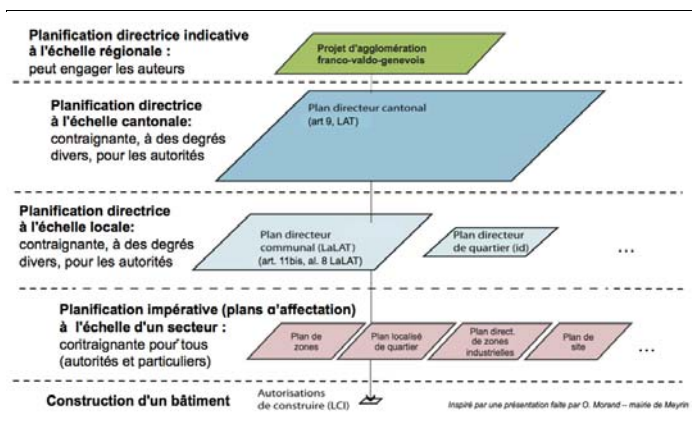 Planification directrice indicative
à l'échelle régionale :
peut engager les auteurs
Projet d'agglomération
franco-valdo-genevois
Planification directrice
à l'échelle cantonale:
contraignante, à des degrés
divers, pour les autorités
Plan directeur cantonal
(art 9, LAT)
Planification directrice
à l'échelle locale:
contraignante, à des degrés
divers, pour les autorités
Plan directeur
communal (LaLAT)
(art. 11bis, al. 8 LaLAT)
Plan directeur
de quartier (id)
...
Planification impérative (plans d'affectation)
à l'échelle d'un secteur :
contraignante pour tous
(autorités et particuliers)
Plan de
zones
Plan localisé
de quartier
Plan direct.
de zones
industrielles
Plan de
site
...
Construction d'un bâtiment
Autorisations
de construire (LCI)
Inspiré par une présentation faite par O. Morand – mairie de Meyrin